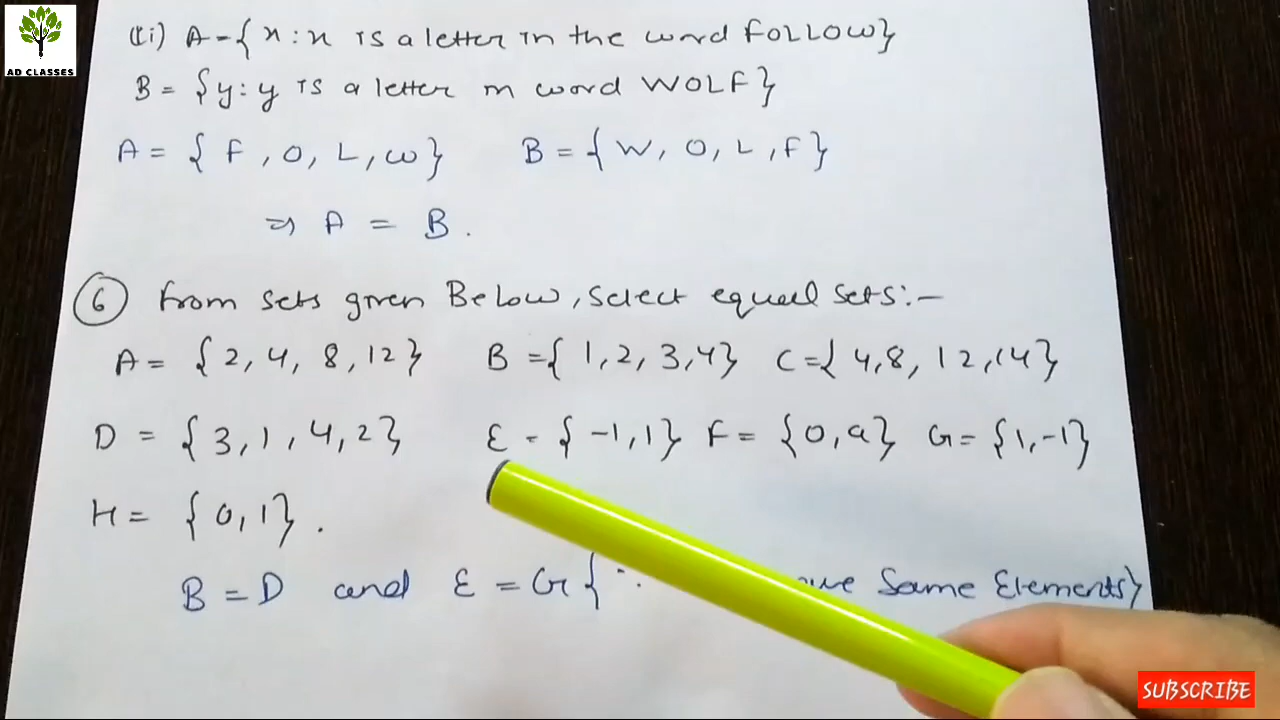 AD CLASSES
(ii) A={x:x is a letter in the word FOLLOW}
B = {y:y is a letter in word WOLF}
A = {F, O, L, W} B = {W, O, L, F}
⇒ A = B.
6 From sets given Below, select equal sets:-
A = {2, 4, 8, 12} B = {1, 2, 3, 4} C = {4, 8, 12, 14}
D = {3, 1, 4, 2} E = {-1, 1} F = {0, a} G = {1, -1}
H = {0, 1}.
B = D and E = G {∵ Same Elements}
SUBSCRIBE